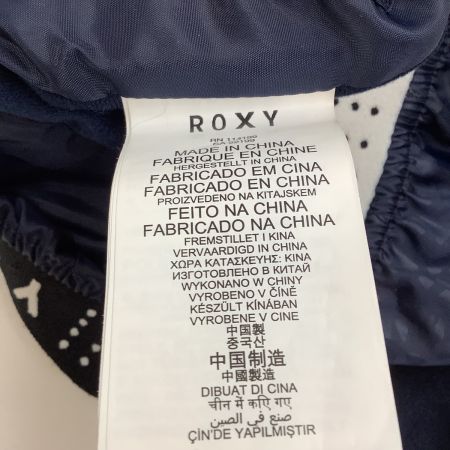 ROXY
MADE IN CHINA
FABRIQUE EN CHINE
HERGESTELLT IN CHINA
FABRICADO EM CINA
FABRICADO EN CHINA
PROIZVEDENO NA KITAJSKEM
FEITO NA CHINA
FABRICADO NA CHINA
FREMSTILLET I KINA
VERVAARDIGD IN CHINA
ΧΩΡΑ ΚΑΤΑΣΚΕΥΗΣ: ΚΙΝΑ
ИЗГОТОВЛЕНО В КИТАЙ
WYKONANO W CHINY
VYROBENO V ČÍNĚ
KÉSZÜLT KÍNÁBAN
VYROBENE V CINE
中国製
중국산
中国制造
中國製造
DIBUAT DI CINA
चीन में कटि गए
صنع في الصين
ÇİN'DE YAPILMIŞTIR